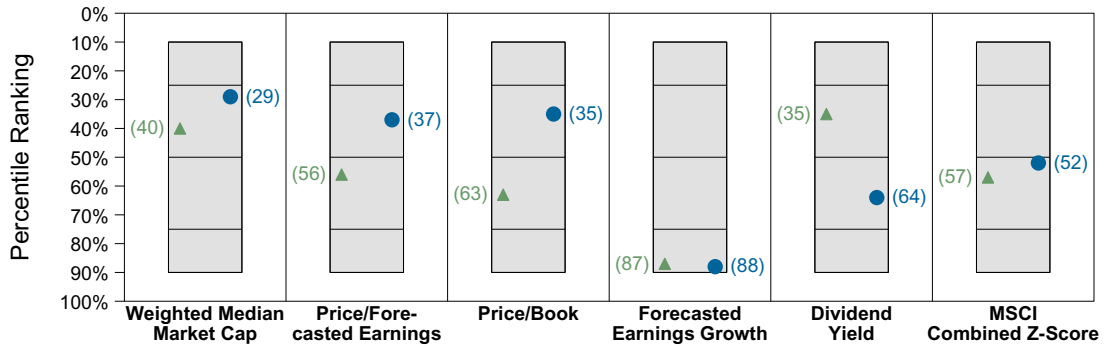 Percentile Ranking
0%
10%
20%
30%
40%
50%
60%
70%
80%
90%
100%
(40)
(29)
(56)
(37)
(63)
(35)
(87)
(88)
(35)
(64)
(57)
(52)
Weighted Median
Market Cap
Price/Fore-
casted Earnings
Price/Book
Forecasted
Earnings Growth
Dividend
Yield
MSCI
Combined Z-Score